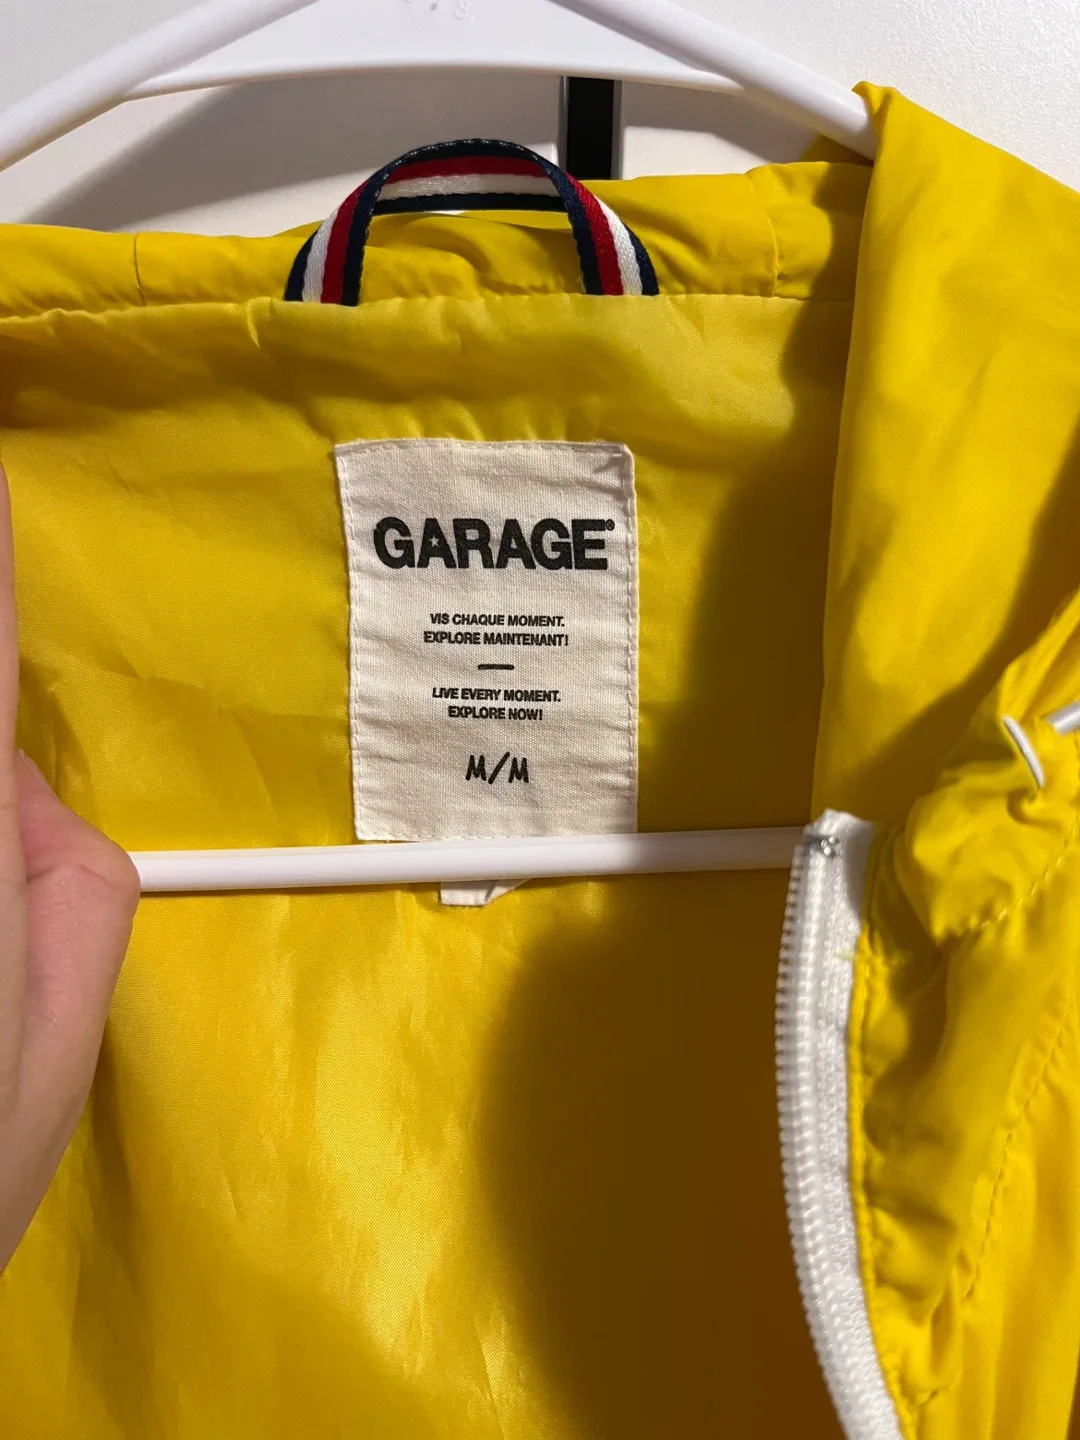 GARAGE®
VIS CHAQUE MOMENT.
EXPLORE MAINTENANT!
LIVE EVERY MOMENT.
EXPLORE NOW!
M/M